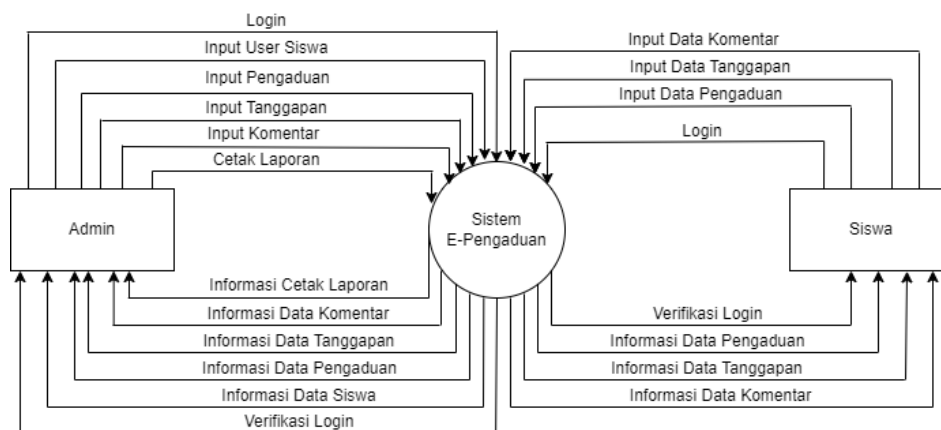 Login
Input User Siswa
Input Pengaduan
Input Tanggapan
Input Komentar
Cetak Laporan
Input Data Komentar
Input Data Tanggapan
Input Data Pengaduan
Login
Admin
Sistem
E-Pengaduan
Siswa
Informasi Cetak Laporan
Informasi Data Komentar
Informasi Data Tanggapan
Informasi Data Pengaduan
Informasi Data Siswa
Verifikasi Login
Verifikasi Login
Informasi Data Pengaduan
Informasi Data Tanggapan
Informasi Data Komentar